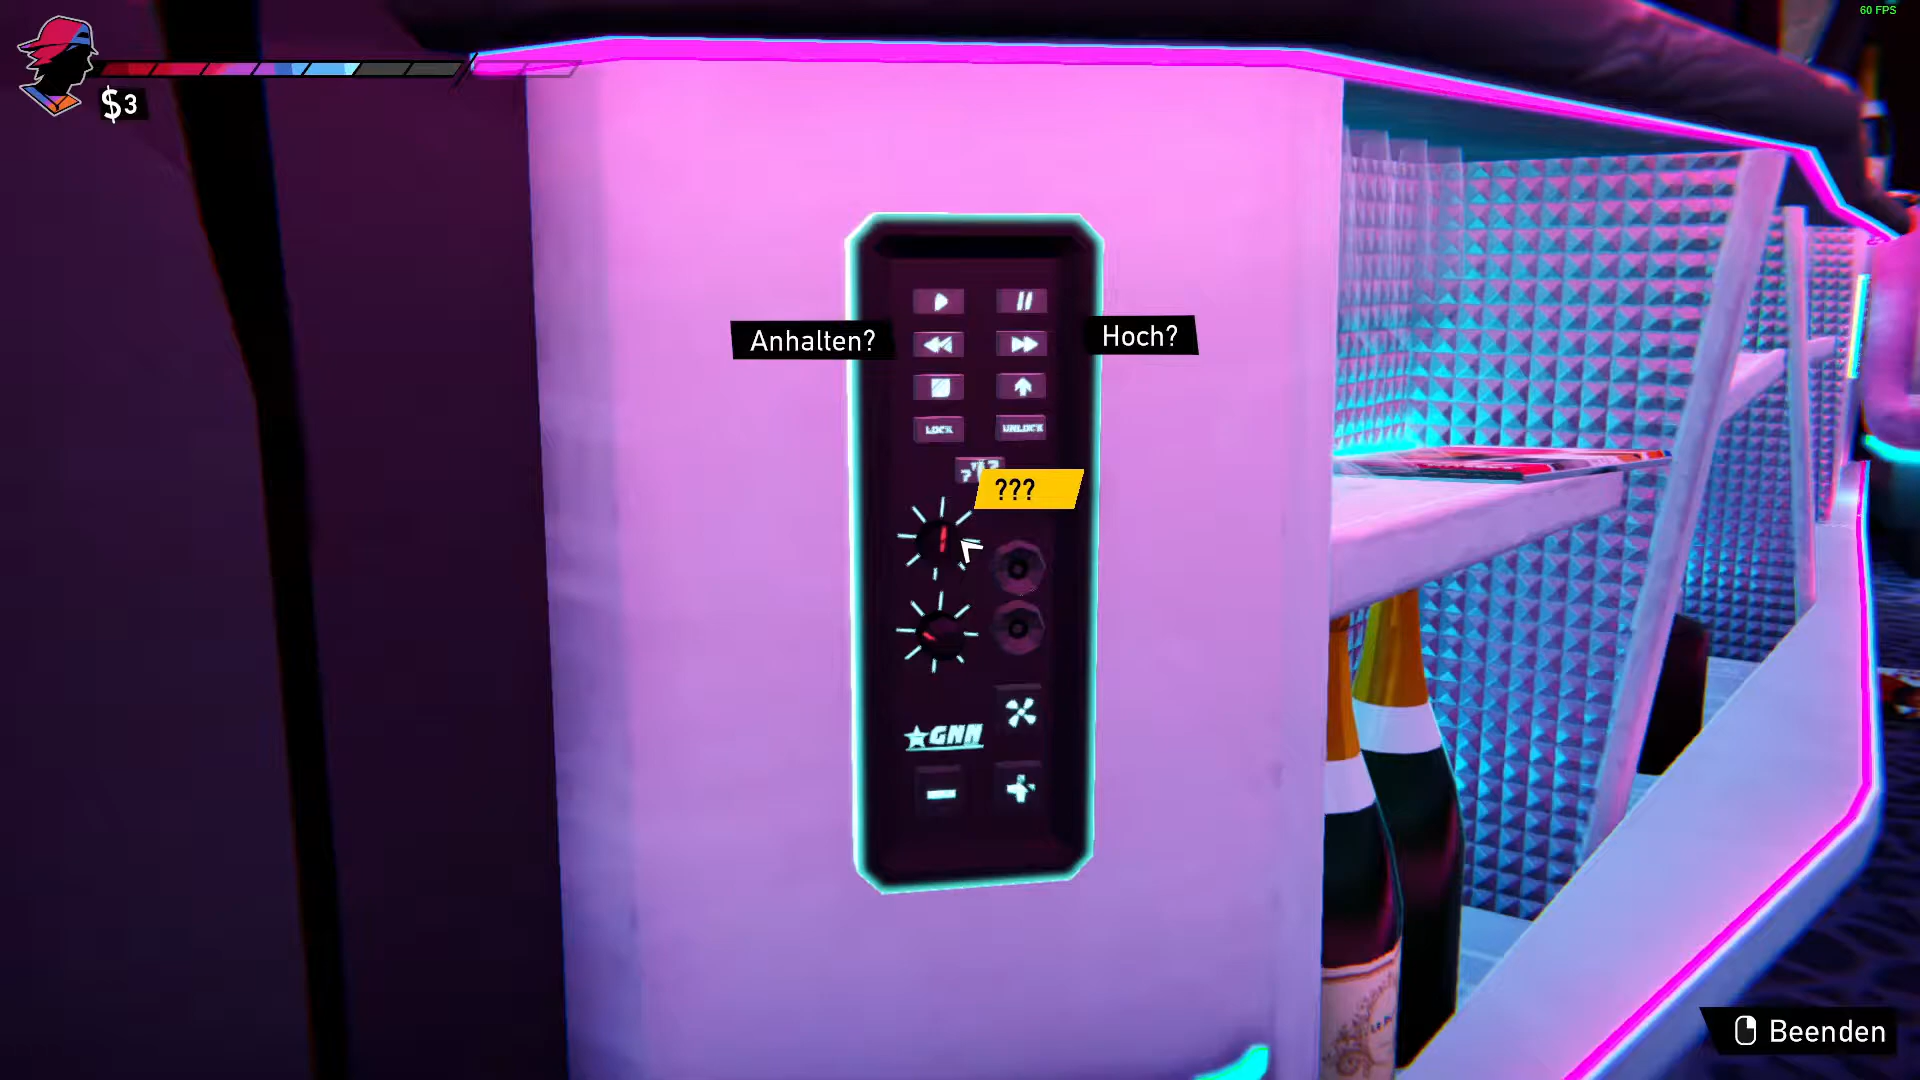 60 FPS
$3
Anhalten?
Hoch?
LOCK
UNLOCK
???
GNN
Beenden